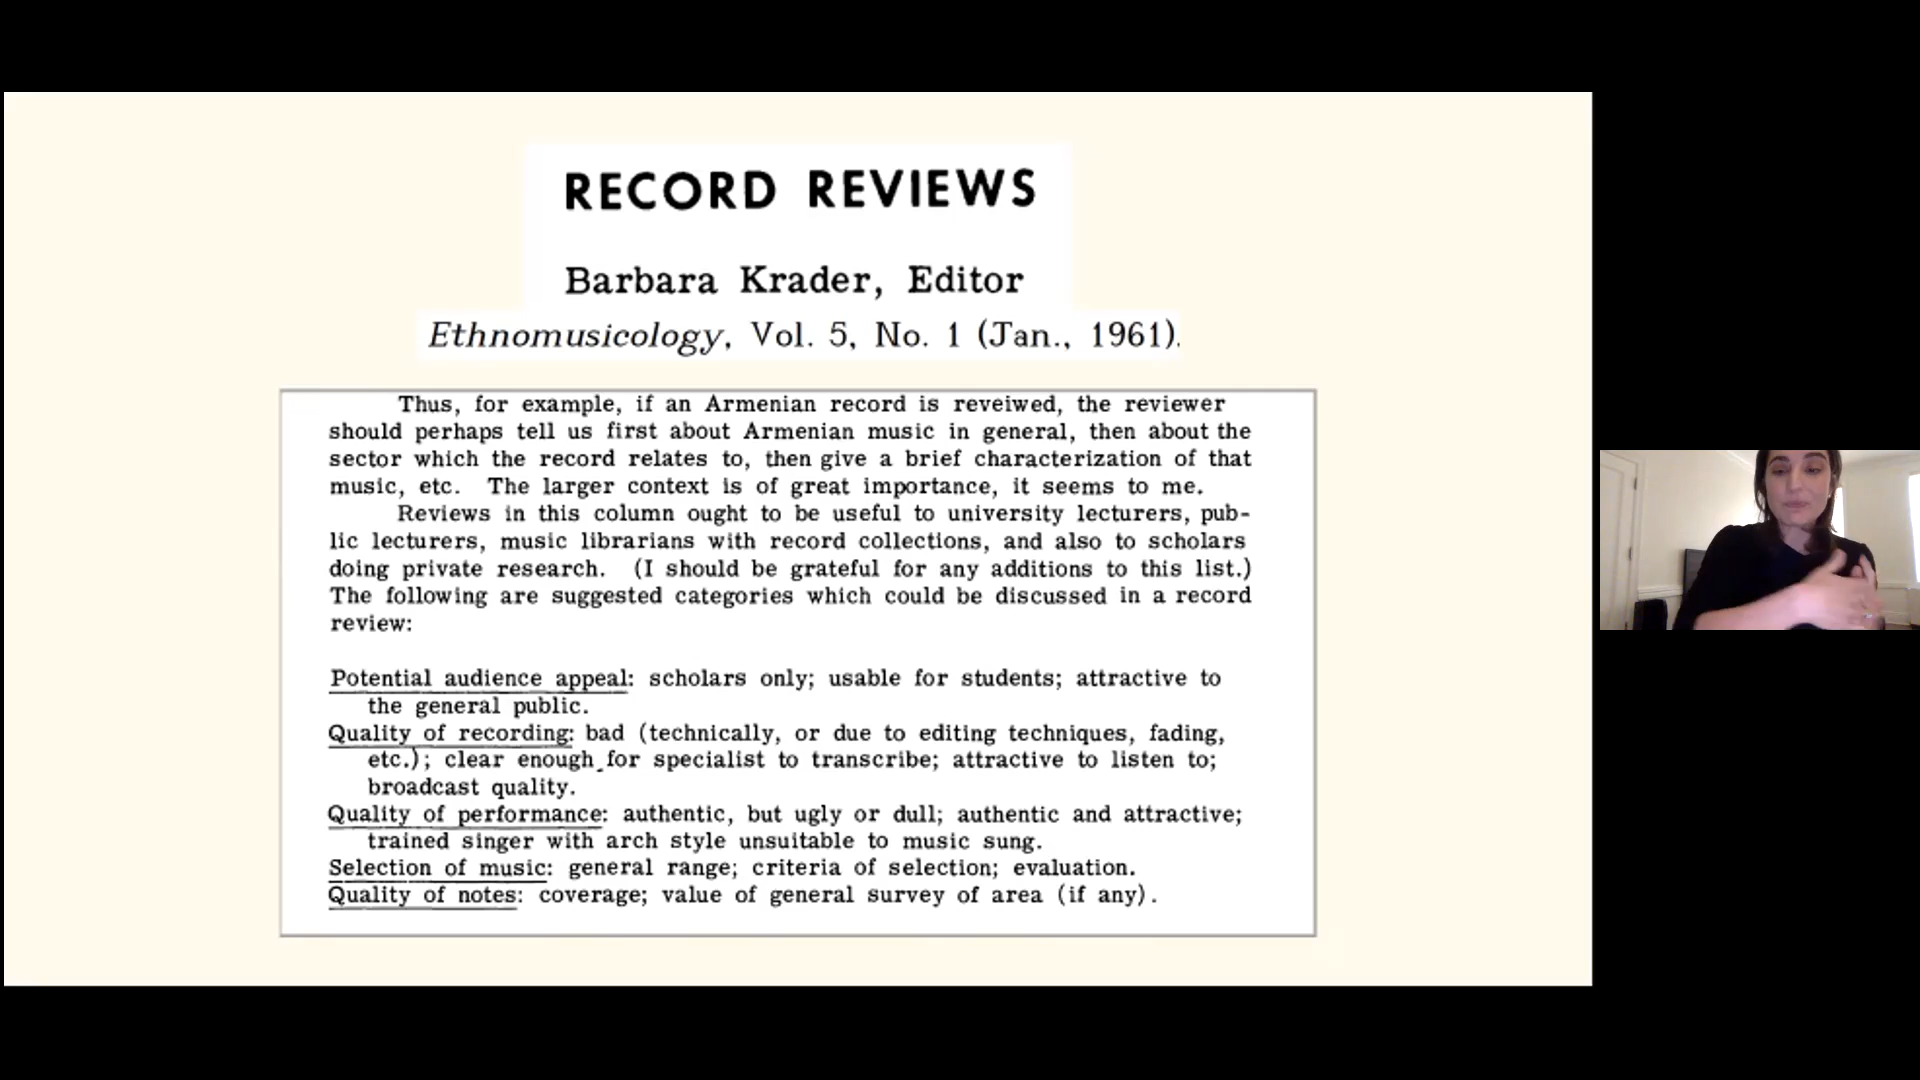 RECORD REVIEWS
Barbara Krader, Editor
Ethnomusicology, Vol. 5, No. 1 (Jan., 1961).
Thus, for example, if an Armenian record is reveiwed, the reviewer
should perhaps tell us first about Armenian music in general, then about the
sector which the record relates to, then give a brief characterization of that
music, etc. The larger context is of great importance, it seems to me.
Reviews in this column ought to be useful to university lecturers, pub-
lic lecturers, music librarians with record collections, and also to scholars
doing private research. (I should be grateful for any additions to this list.)
The following are suggested categories which could be discussed in a record
review:
Potential audience appeal: scholars only; usable for students; attractive to
the general public.
Quality of recording: bad (technically, or due to editing techniques, fading,
etc.); clear enough for specialist to transcribe; attractive to listen to;
broadcast quality.
Quality of performance: authentic, but ugly or dull; authentic and attractive;
trained singer with arch style unsuitable to music sung.
Selection of music: general range; criteria of selection; evaluation.
Quality of notes: coverage; value of general survey of area (if any).